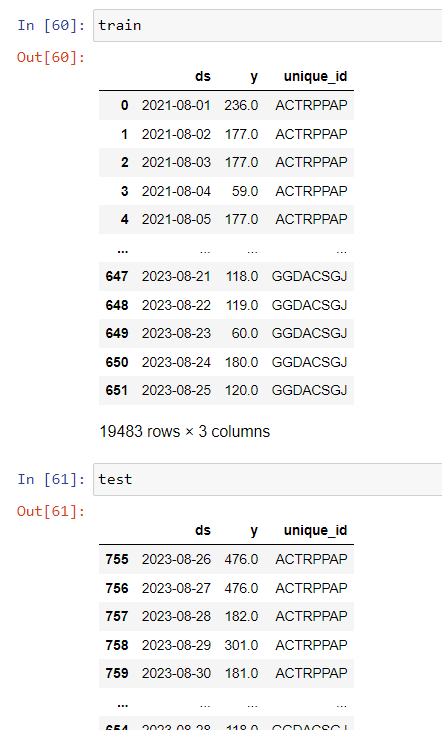 In [60]: train
Out[60]:
ds y unique_id
0 2021-08-01 236.0 ACTRPPAP
1 2021-08-02 177.0 ACTRPPAP
2 2021-08-03 177.0 ACTRPPAP
3 2021-08-04 59.0 ACTRPPAP
4 2021-08-05 177.0 ACTRPPAP
... ... ... ...
647 2023-08-21 118.0 GGDACSGJ
648 2023-08-22 119.0 GGDACSGJ
649 2023-08-23 60.0 GGDACSGJ
650 2023-08-24 180.0 GGDACSGJ
651 2023-08-25 120.0 GGDACSGJ
19483 rows × 3 columns
In [61]: test
Out[61]:
ds y unique_id
755 2023-08-26 476.0 ACTRPPAP
756 2023-08-27 476.0 ACTRPPAP
757 2023-08-28 182.0 ACTRPPAP
758 2023-08-29 301.0 ACTRPPAP
759 2023-08-30 181.0 ACTRPPAP
... ... ... ...
654 2023-08-28 118.0 GGDACSGJ